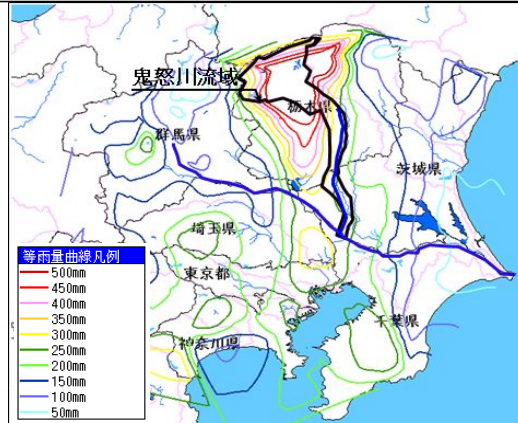 鬼怒川流域
栃木県
群馬県
茨城県
埼玉県
東京都
千葉県
神奈川県
等雨量曲線凡例
500mm
450mm
400mm
350mm
300mm
250mm
200mm
150mm
100mm
50mm